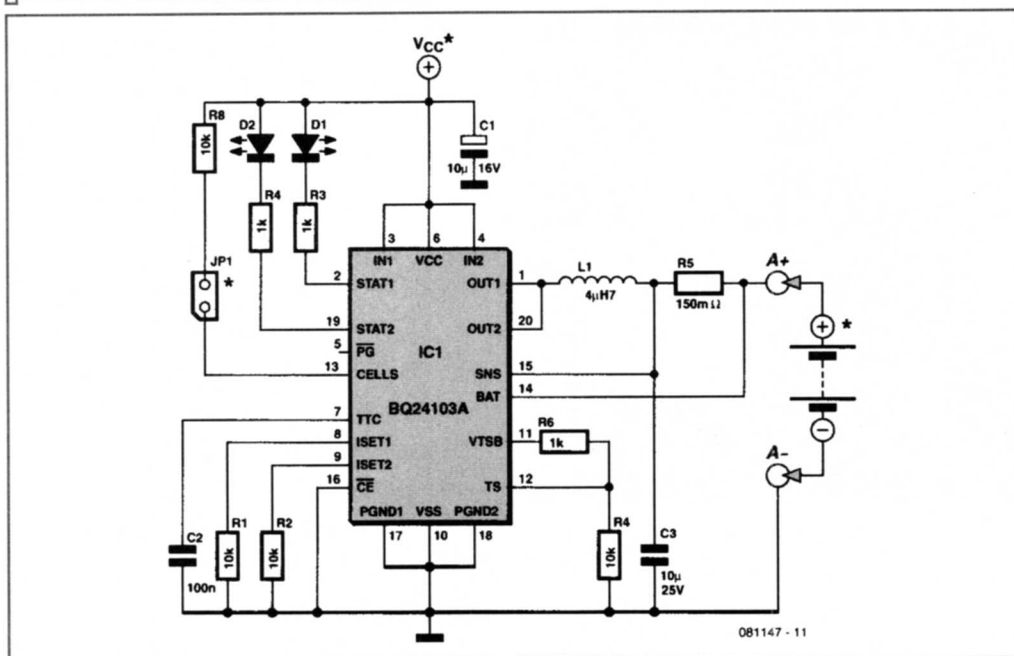 VCC*
R8
10k
D2
D1
C1
10µ
16V
R4
1k
R3
1k
JP1
*
3
6
4
IN1
VCC
IN2
2
STAT1
OUT1
1
L1
4µH7
R5
150mΩ
A+
19
STAT2
OUT2
20
*
5
PG
IC1
13
CELLS
SNS
15
BAT
14
BQ24103A
7
TTC
8
ISET1
VTSB
11
R6
1k
9
ISET2
16
CE
TS
12
A-
PGND1
VSS
PGND2
17
10
18
C2
100n
R1
10k
R2
10k
R4
10k
C3
10µ
25V
081147 - 11